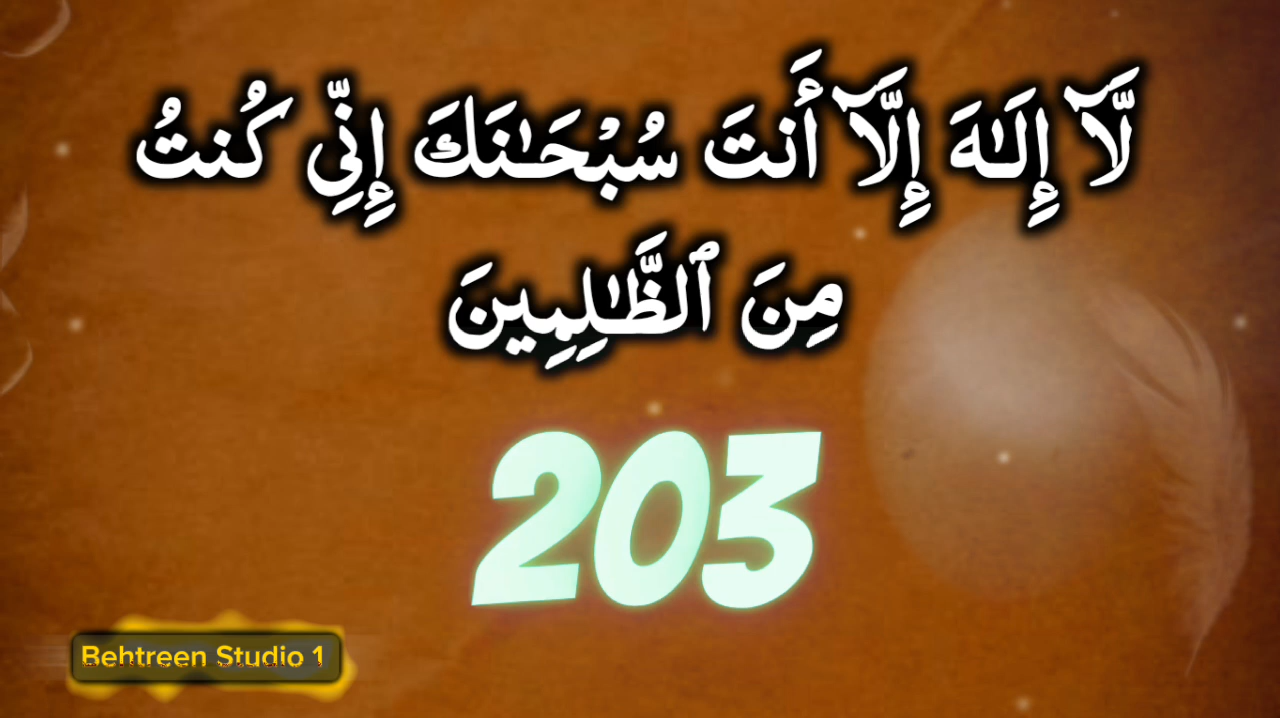 لَّآ إِلَـٰهَ إِلَّآ أَنتَ سُبْحَـٰنَكَ إِنِّى كُنتُ
مِنَ ٱلظَّـٰلِمِينَ
203
Behtreen Studio 1